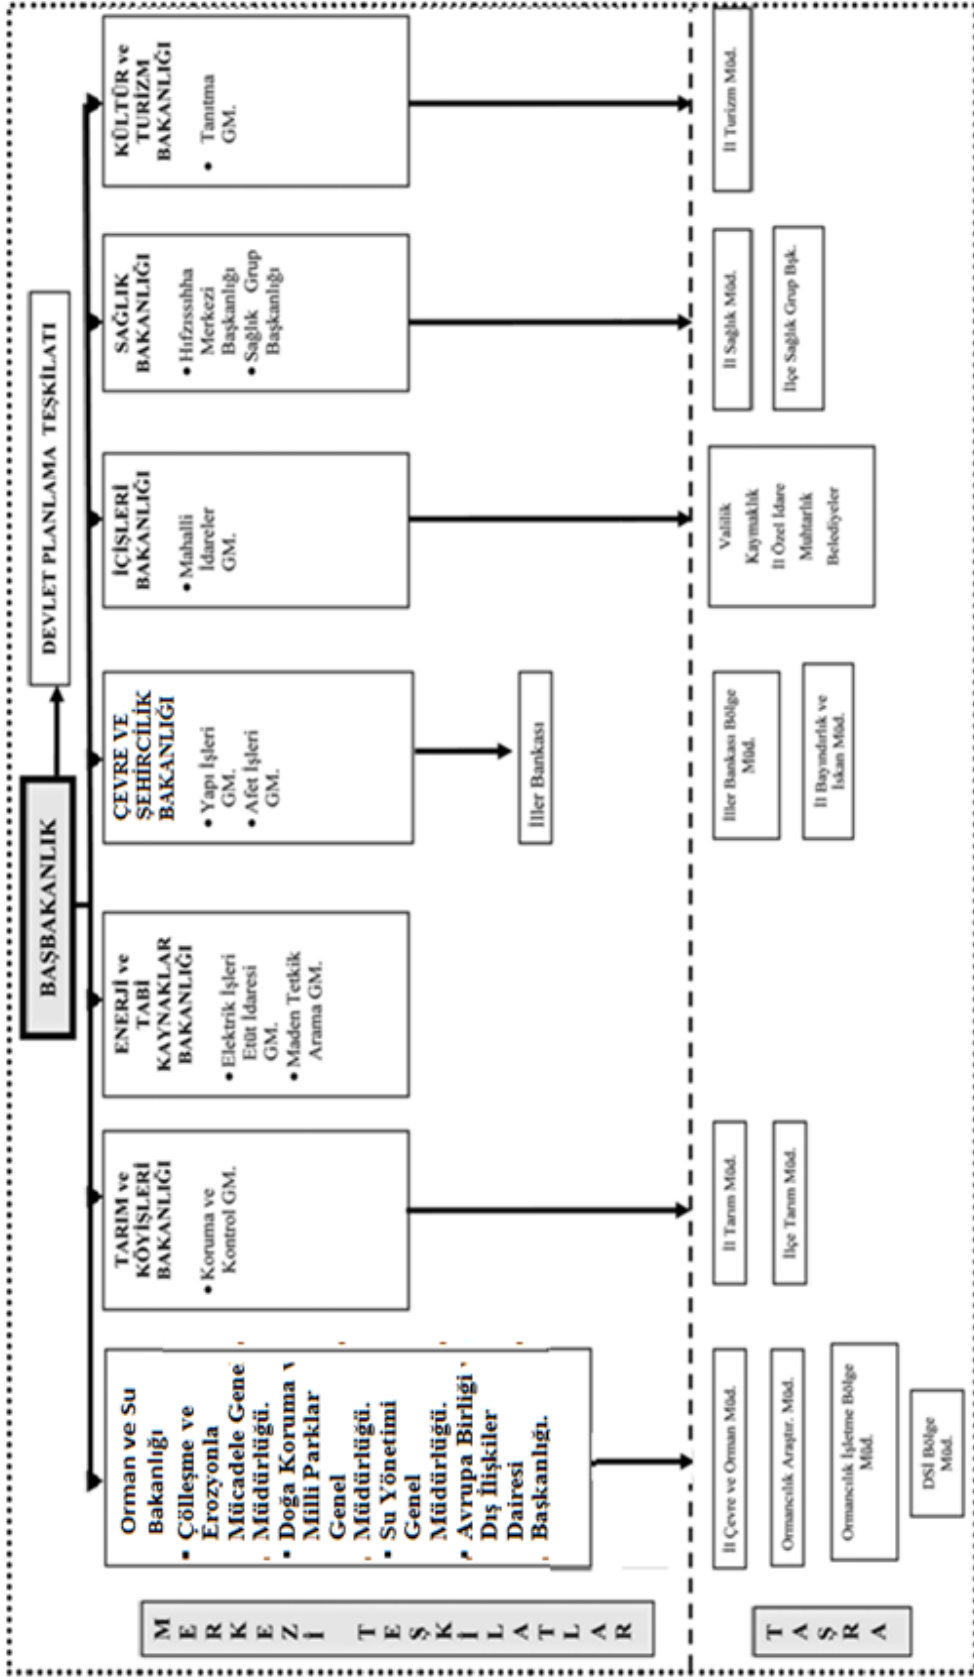 BAŞBAKANLIK
DEVLET PLANLAMA TEŞKİLATI
MERKEZİ TEŞKİLATLAR
Orman ve Su
Bakanlığı
▪ Çölleşme ve
Erozyonla
Mücadele Gene
Müdürlüğü.
▪ Doğa Koruma v
Milli Parklar
Genel
Müdürlüğü.
▪ Su Yönetimi
Genel
Müdürlüğü.
▪ Avrupa Birliği
Dış İlişkiler
Dairesi
Başkanlığı.
TARIM ve
KÖYİŞLERİ
BAKANLIĞI
• Koruma ve
Kontrol GM.
ENERJİ ve
TABİ
KAYNAKLAR
BAKANLIĞI
• Elektrik İşleri
Etüt İdaresi
GM.
• Maden Tetkik
Arama GM.
ÇEVRE VE
ŞEHİRCİLİK
BAKANLIĞI
• Yapı İşleri
GM.
• Afet İşleri
GM.
İller Bankası
İÇİŞLERİ
BAKANLIĞI
• Mahalli
İdareler
GM.
SAĞLIK
BAKANLIĞI
• Hıfzıssıhha
Merkezi
Başkanlığı
• Sağlık Grup
Başkanlığı
KÜLTÜR ve
TURİZM
BAKANLIĞI
• Tanıtma
GM.
TAŞRA
İl Çevre ve Orman Müd.
Ormancılık Araştır. Müd.
Ormancılık İşletme Bölge
Müd.
DSİ Bölge
Müd.
İl Tarım Müd.
İlçe Tarım Müd.
İller Bankası Bölge
Müd.
İl Bayındırlık ve
İskan Müd.
Valilik
Kaymaklık
İl Özel İdare
Muhtarlık
Belediyeler
İl Sağlık Müd.
İlçe Sağlık Grup Bşk.
İl Turizm Müd.